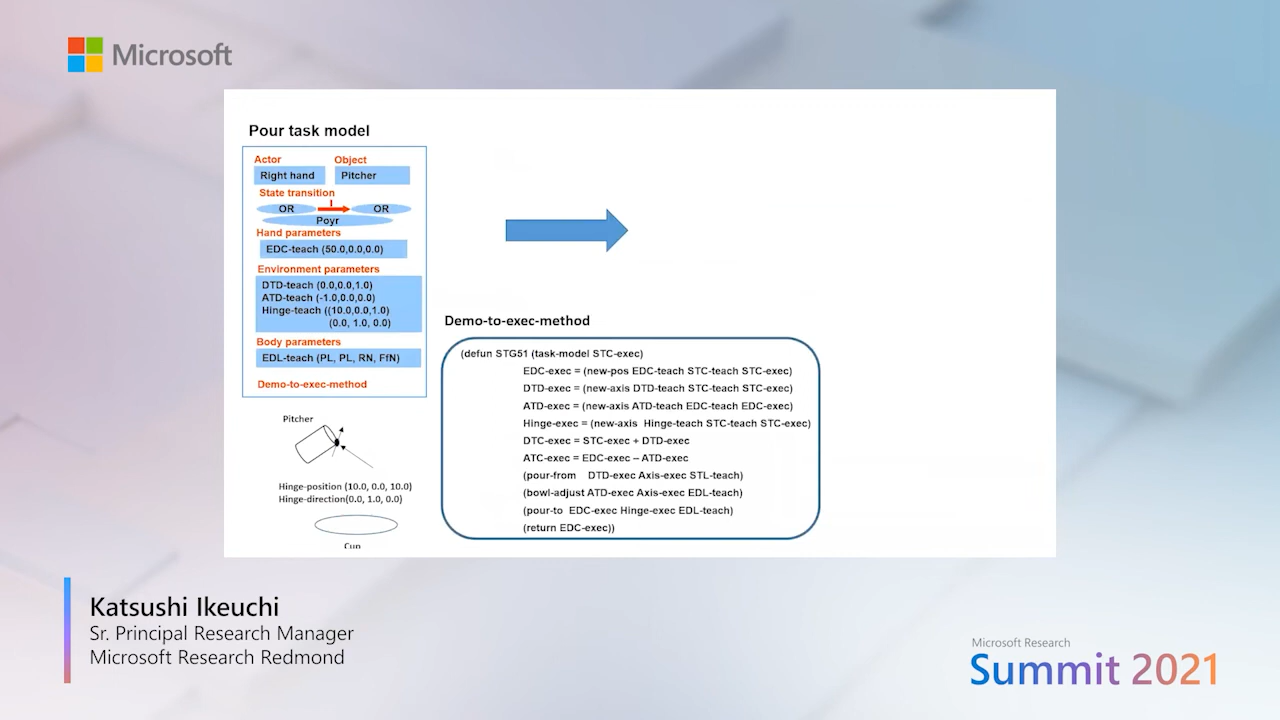 Microsoft
Pour task model
Actor
Object
Right hand
Pitcher
State transition
OR
OR
Poyr
Hand parameters
EDC-teach (50.0,0.0,0.0)
Environment parameters
DTD-teach (0.0,0.0,1.0)
ATD-teach (-1.0,0.0,0.0)
Hinge-teach ((10.0,0.0,1.0)
(0.0, 1.0, 0.0)
Body parameters
EDL-teach (PL, PL, RN, FfN)
Demo-to-exec-method
Pitcher
Hinge-position (10.0, 0.0, 10.0)
Hinge-direction(0.0, 1.0, 0.0)
Cup
Demo-to-exec-method
(defun STG51 (task-model STC-exec)
EDC-exec = (new-pos EDC-teach STC-teach STC-exec)
DTD-exec = (new-axis DTD-teach STC-teach STC-exec)
ATD-exec = (new-axis ATD-teach EDC-teach EDC-exec)
Hinge-exec = (new-axis Hinge-teach STC-teach STC-exec)
DTC-exec = STC-exec + DTD-exec
ATC-exec = EDC-exec – ATD-exec
(pour-from DTD-exec Axis-exec STL-teach)
(bowl-adjust ATD-exec Axis-exec EDL-teach)
(pour-to EDC-exec Hinge-exec EDL-teach)
(return EDC-exec))
Katsushi Ikeuchi
Sr. Principal Research Manager
Microsoft Research Redmond
Microsoft Research
Summit 2021